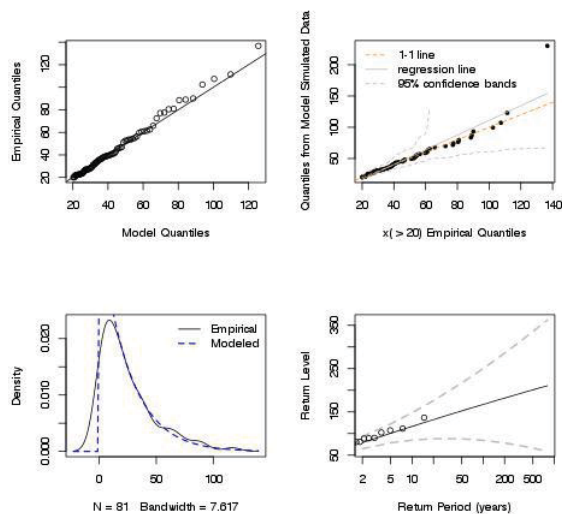 Empirical Quantiles
120
80
60
40
20
20 40 60 80 100 120
Model Quantiles
Quantiles from Model Simulated Data
200
150
100
50
1-1 line
regression line
95% confidence bands
20 40 60 80 100 120 140
x( > 20) Empirical Quantiles
Density
0.020
0.010
0.000
Empirical
Modeled
0 50 100
N = 81 Bandwidth = 7.617
Return Level
350
250
150
50
2 5 10 20 50 100 200 500
Return Period (years)